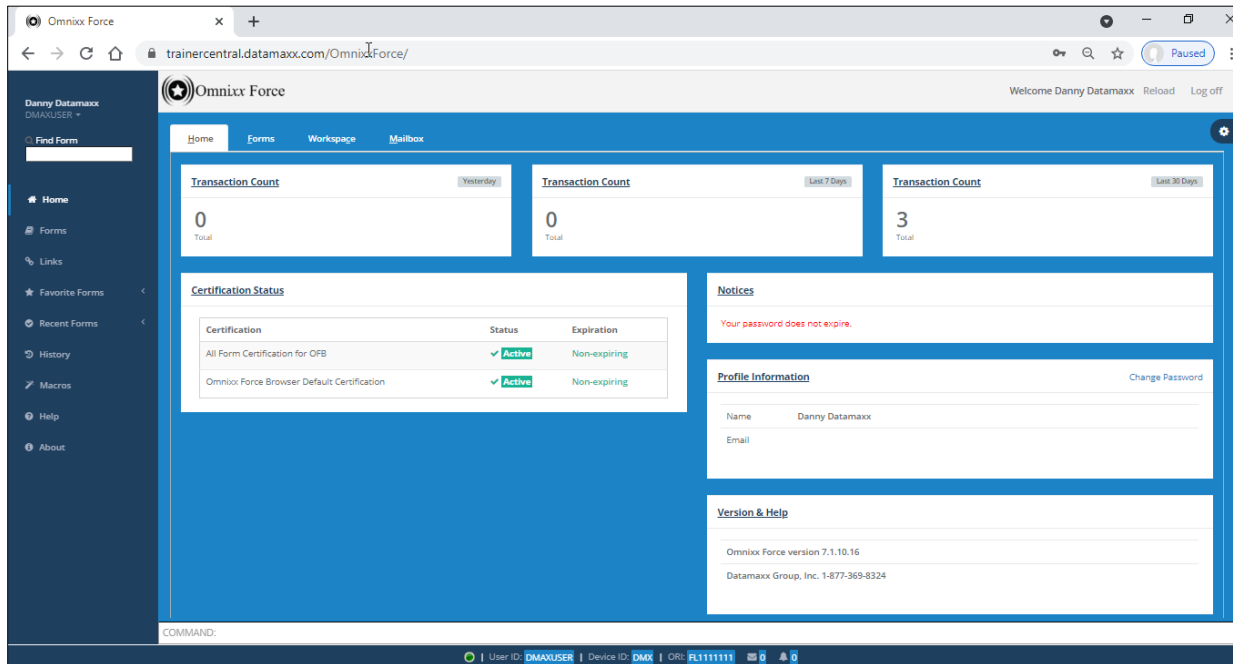 Omnixx Force
trainercentral.datamaxx.com/OmnixxForce/
Paused
Danny Datamaxx
DMAXUSER
Find Form
Home
Forms
Links
Favorite Forms
Recent Forms
History
Macros
Help
About
Omnixx Force
Welcome Danny Datamaxx Reload Log off
Home Forms Workspace Mailbox
Transaction Count Yesterday
0
Total
Transaction Count Last 7 Days
0
Total
Transaction Count Last 30 Days
3
Total
Certification Status
Certification Status Expiration
All Form Certification for OFB Active Non-expiring
Omnixx Force Browser Default Certification Active Non-expiring
Notices
Your password does not expire.
Profile Information Change Password
Name Danny Datamaxx
Email
Version & Help
Omnixx Force version 7.1.10.16
Datamaxx Group, Inc. 1-877-369-8324
COMMAND:
| User ID: DMAXUSER | Device ID: DMX | ORI: FL1111111 0 0